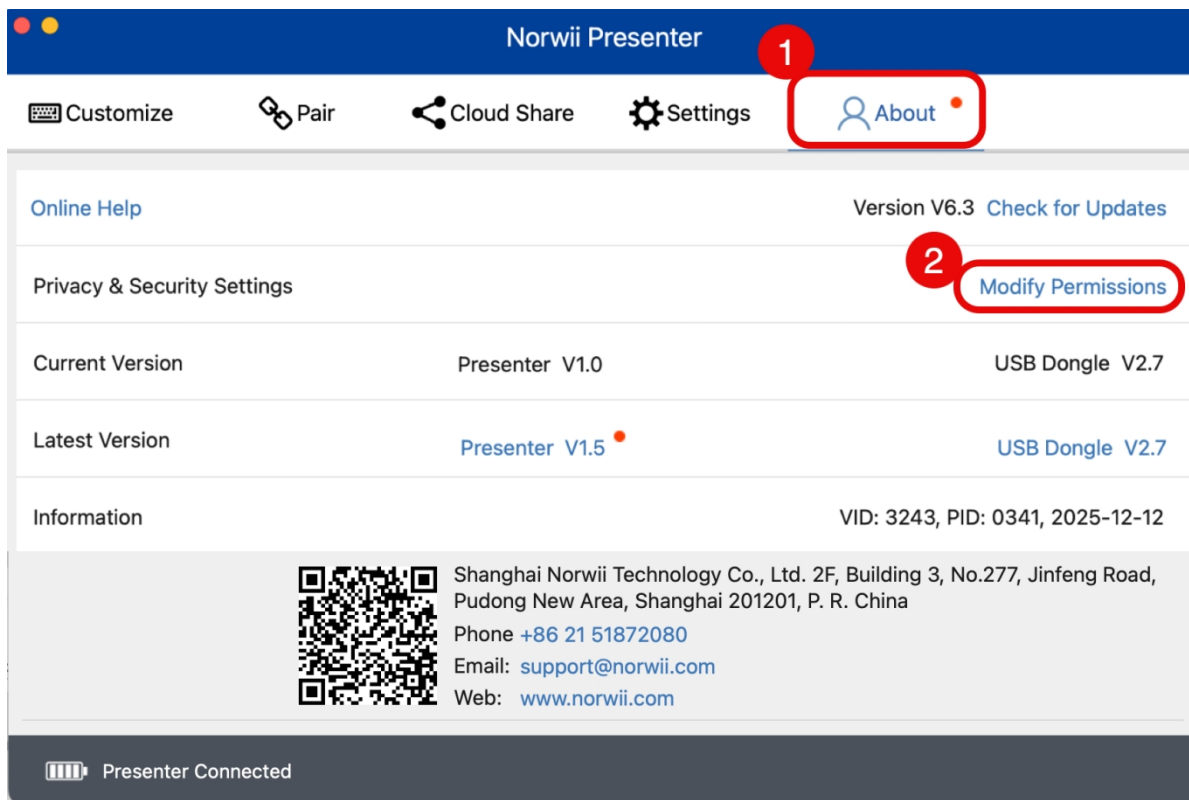 Norwii Presenter
1
Customize Pair Cloud Share Settings About
Online Help Version V6.3 Check for Updates
2
Privacy & Security Settings Modify Permissions
Current Version Presenter V1.0 USB Dongle V2.7
Latest Version Presenter V1.5 USB Dongle V2.7
Information VID: 3243, PID: 0341, 2025-12-12
Shanghai Norwii Technology Co., Ltd. 2F, Building 3, No.277, Jinfeng Road,
Pudong New Area, Shanghai 201201, P. R. China
Phone +86 21 51872080
Email: support@norwii.com
Web: www.norwii.com
Presenter Connected